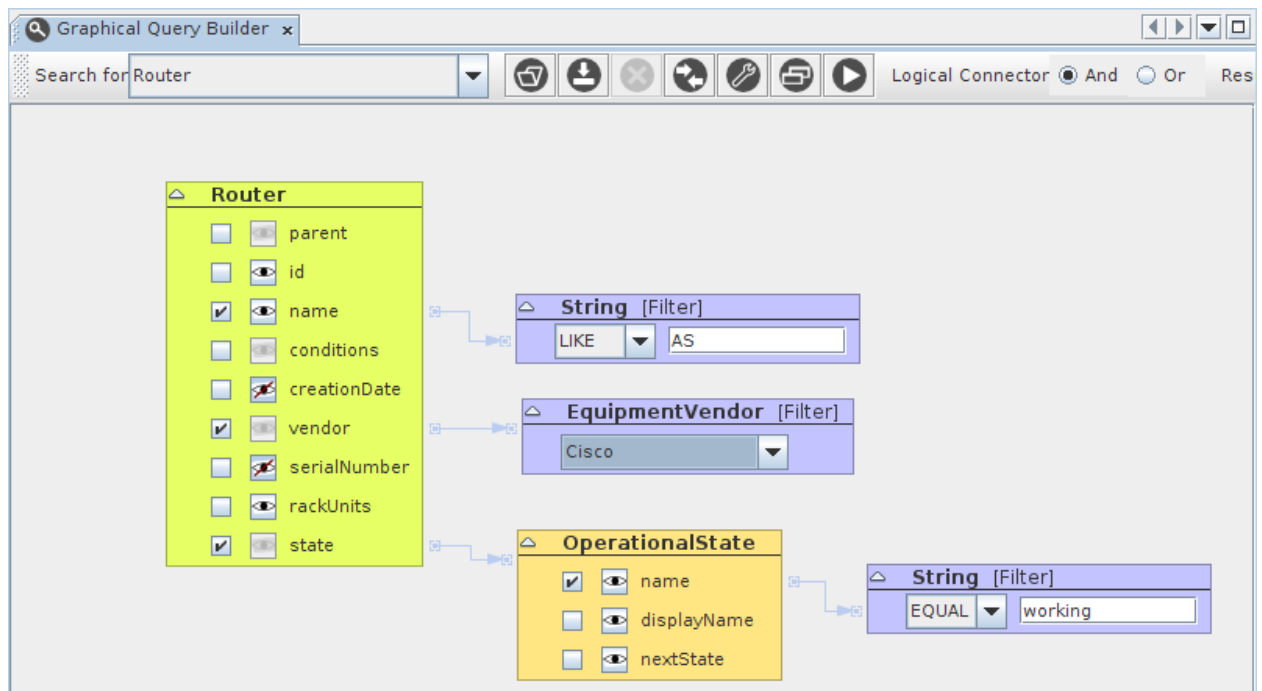 Graphical Query Builder x
Search for Router Logical Connector And Or Res
Router
parent
id
name
conditions
creationDate
vendor
serialNumber
rackUnits
state
String [Filter]
LIKE AS
EquipmentVendor [Filter]
Cisco
OperationalState
name
displayName
nextState
String [Filter]
EQUAL working